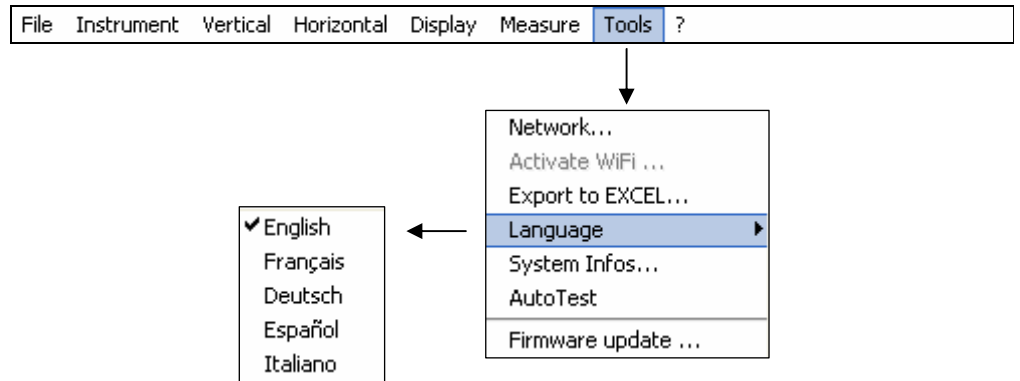 File Instrument Vertical Horizontal Display Measure Tools ?
Network...
Activate WiFi ...
Export to EXCEL...
Language
System Infos...
AutoTest
Firmware update ...
✔English
Français
Deutsch
Español
Italiano